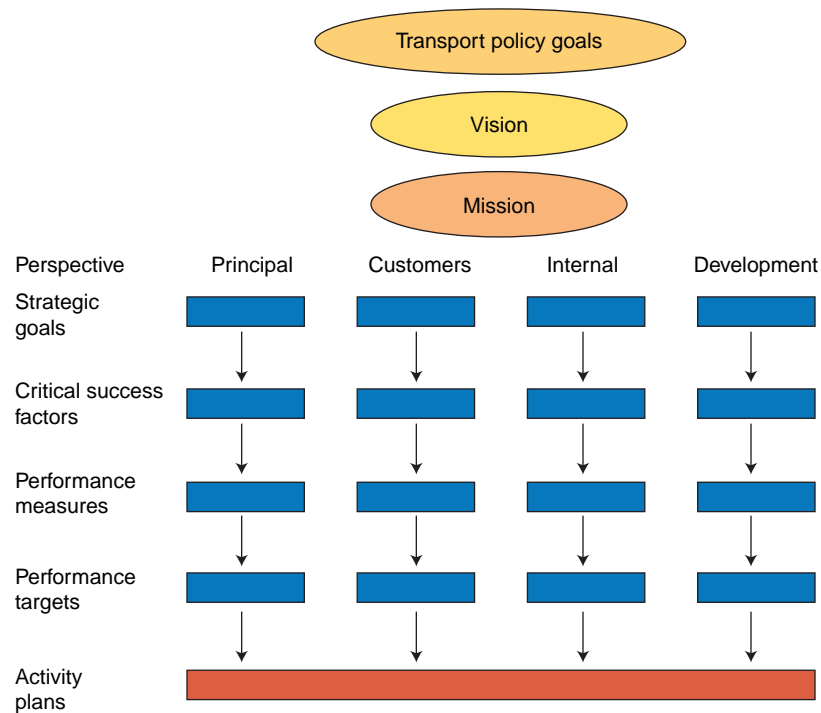 Transport policy goals
Vision
Mission
Perspective Principal Customers Internal Development
Strategic
goals
Critical success
factors
Performance
measures
Performance
targets
Activity
plans